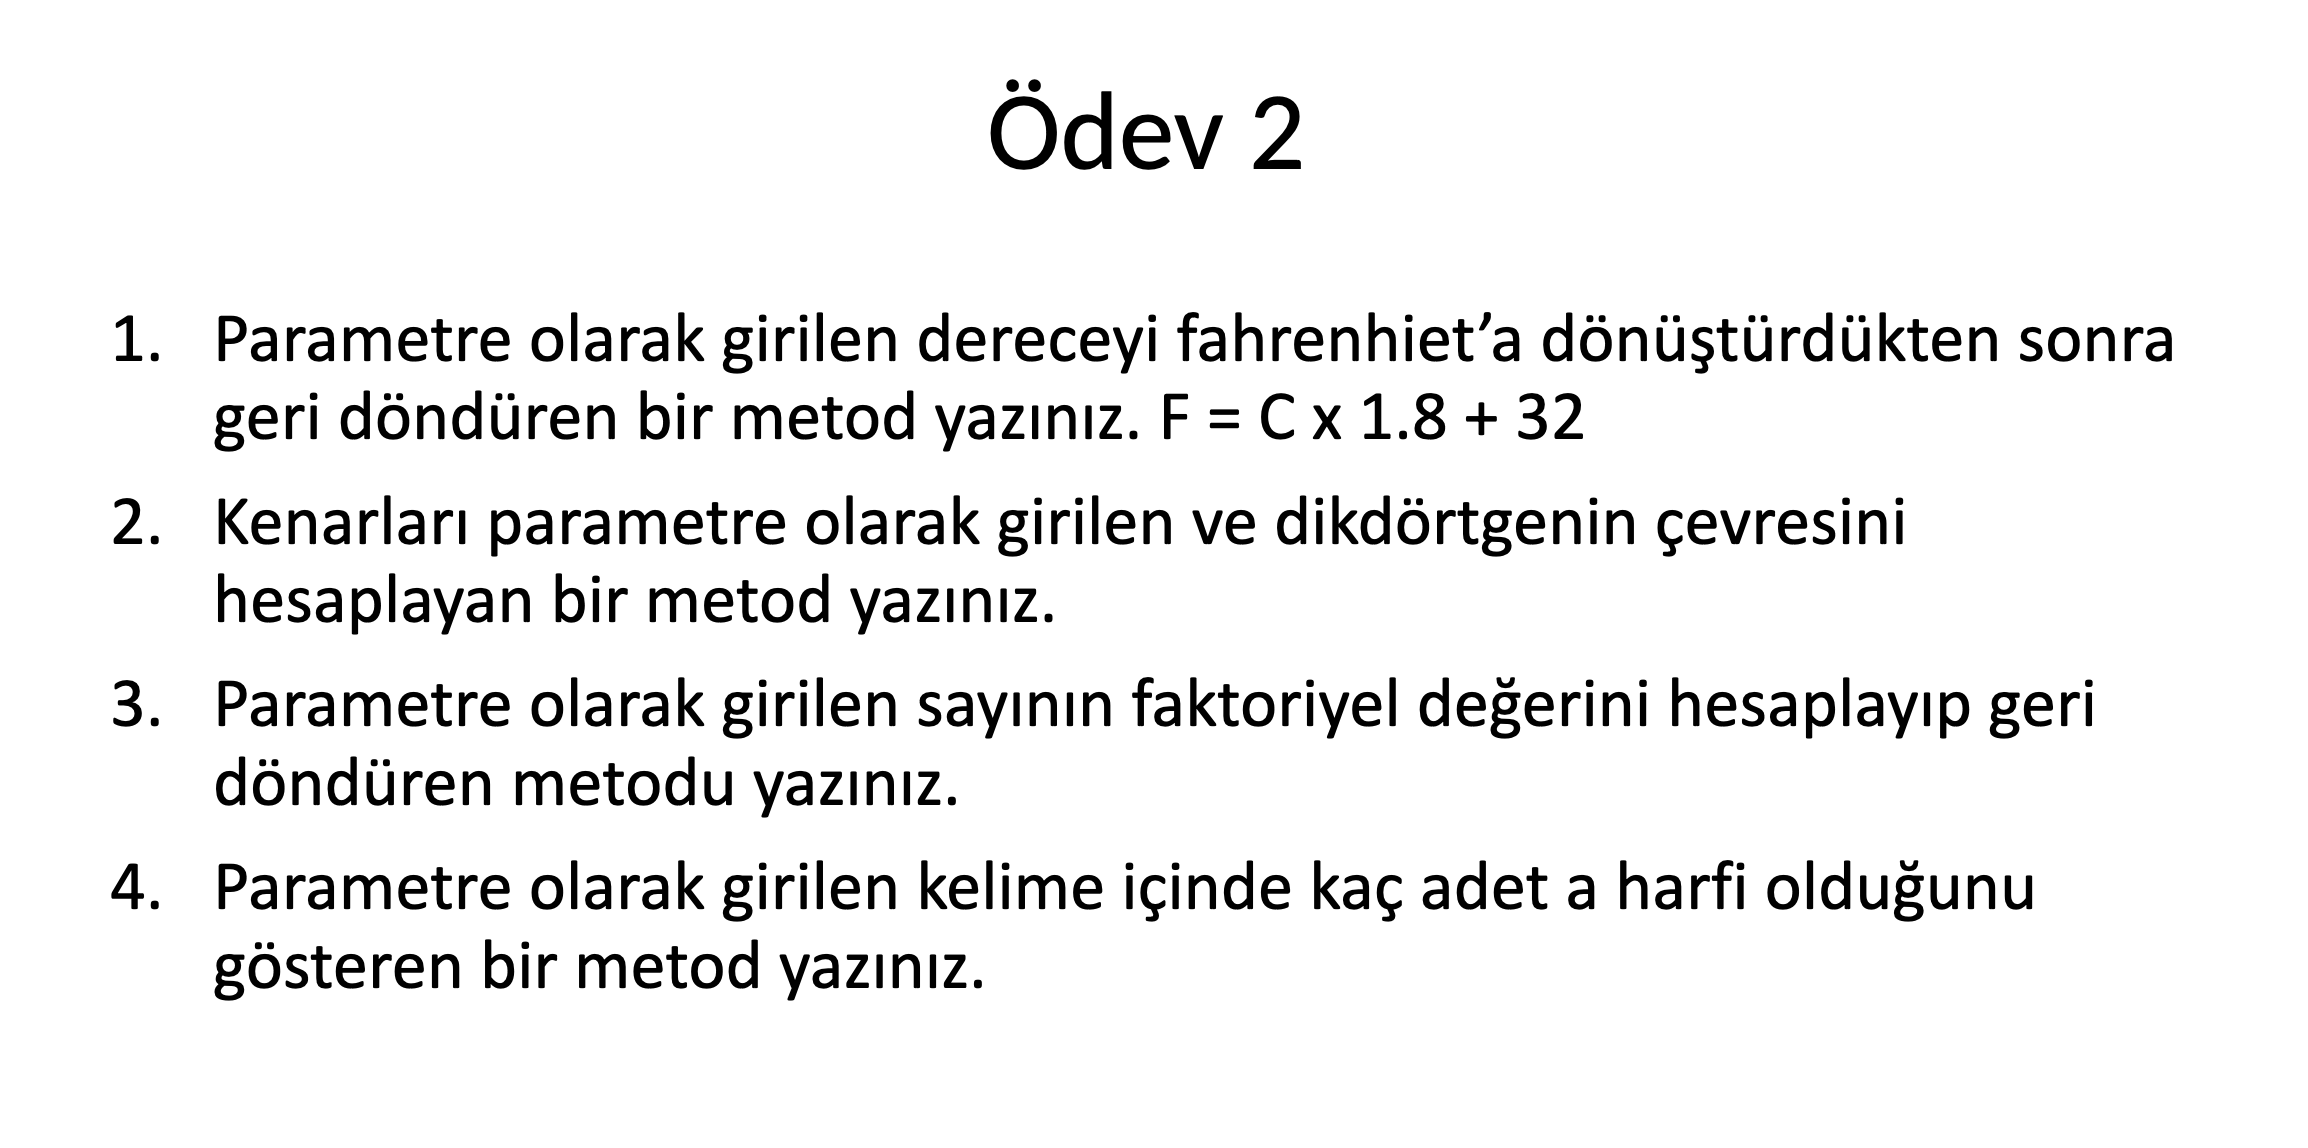 Ödev 2
1. Parametre olarak girilen dereceyi fahrenhiet’a dönüştürdükten sonra
geri döndüren bir metod yazınız. F = C x 1.8 + 32
2. Kenarları parametre olarak girilen ve dikdörtgenin çevresini
hesaplayan bir metod yazınız.
3. Parametre olarak girilen sayının faktoriyel değerini hesaplayıp geri
döndüren metodu yazınız.
4. Parametre olarak girilen kelime içinde kaç adet a harfi olduğunu
gösteren bir metod yazınız.